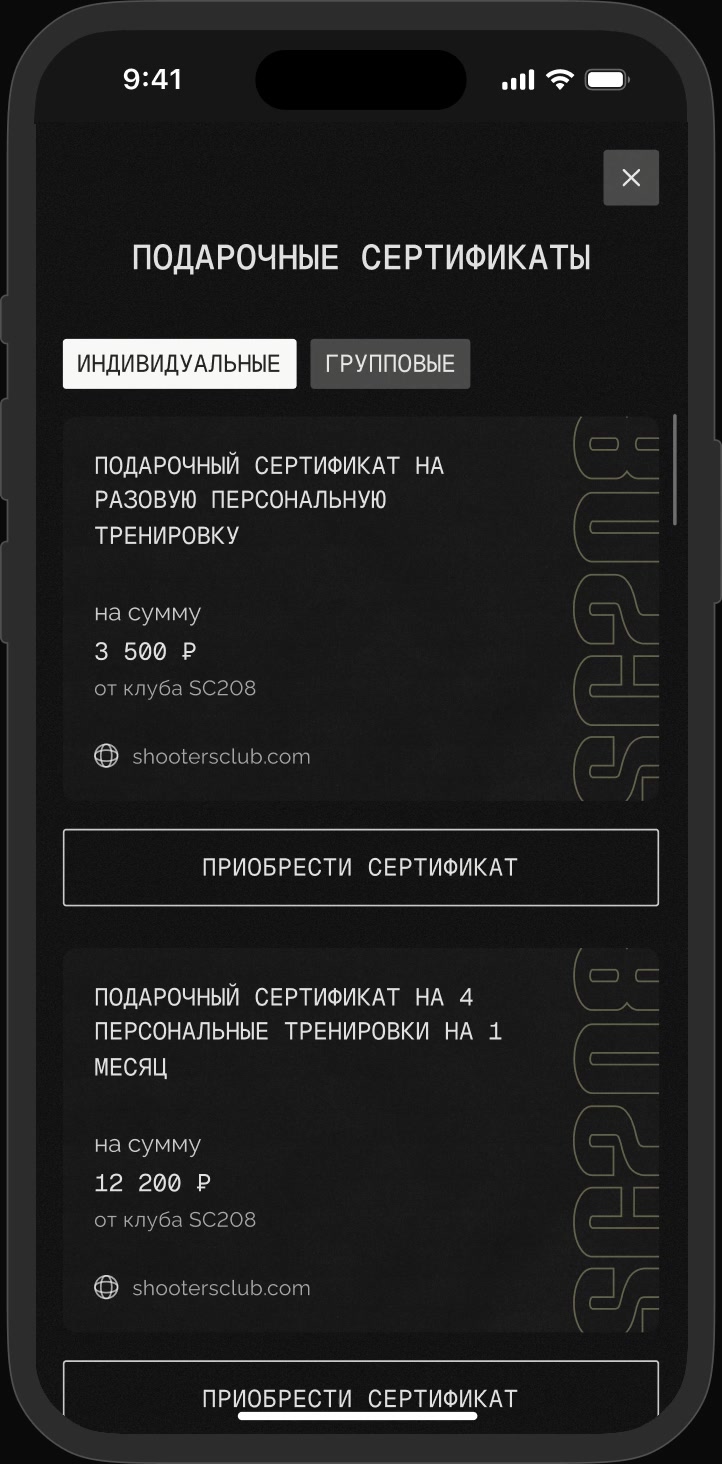 9:41
ПОДАРОЧНЫЕ СЕРТИФИКАТЫ
ИНДИВИДУАЛЬНЫЕ ГРУППОВЫЕ
ПОДАРОЧНЫЙ СЕРТИФИКАТ НА
РАЗОВУЮ ПЕРСОНАЛЬНУЮ
ТРЕНИРОВКУ
на сумму
3 500 ₽
от клуба SC208
shootersclub.com
SC208
ПРИОБРЕСТИ СЕРТИФИКАТ
ПОДАРОЧНЫЙ СЕРТИФИКАТ НА 4
ПЕРСОНАЛЬНЫЕ ТРЕНИРОВКИ НА 1
МЕСЯЦ
на сумму
12 200 ₽
от клуба SC208
shootersclub.com
SC208
ПРИОБРЕСТИ СЕРТИФИКАТ